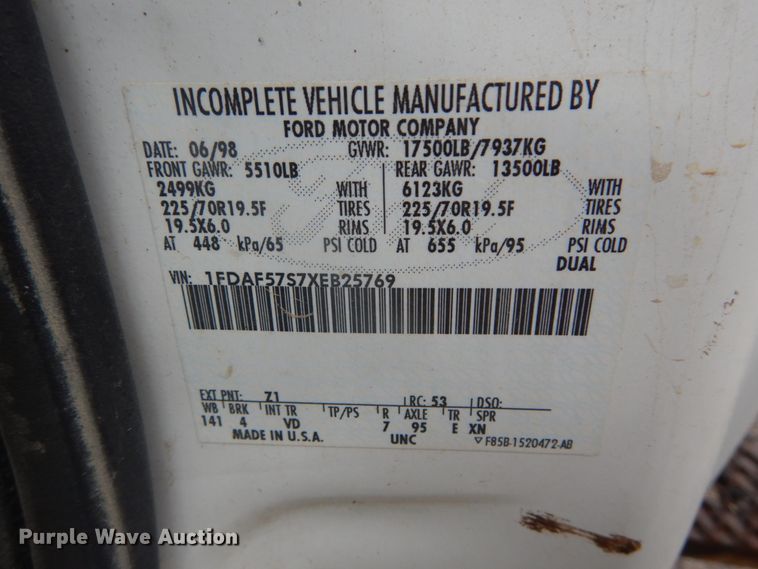 INCOMPLETE VEHICLE MANUFACTURED BY
FORD MOTOR COMPANY
DATE: 06/98 GVWR: 17500LB/7937KG
FRONT GAWR: 5510LB REAR GAWR: 13500LB
2499KG WITH 6123KG WITH
225/70R19.5F TIRES 225/70R19.5F TIRES
19.5X6.0 RIMS 19.5X6.0 RIMS
AT 448 kPa/65 PSI COLD AT 655 kPa/95 PSI COLD
DUAL
VIN: 1FDAF57S7XEB25769
EXT PNT: Z1 RC: 53 DSO:
WB BRK INT TR TP/PS R AXLE TR SPR
141 4 VD 7 95 E XN
MADE IN U.S.A. UNC ▽ F85B-1520472-AB
Purple Wave Auction